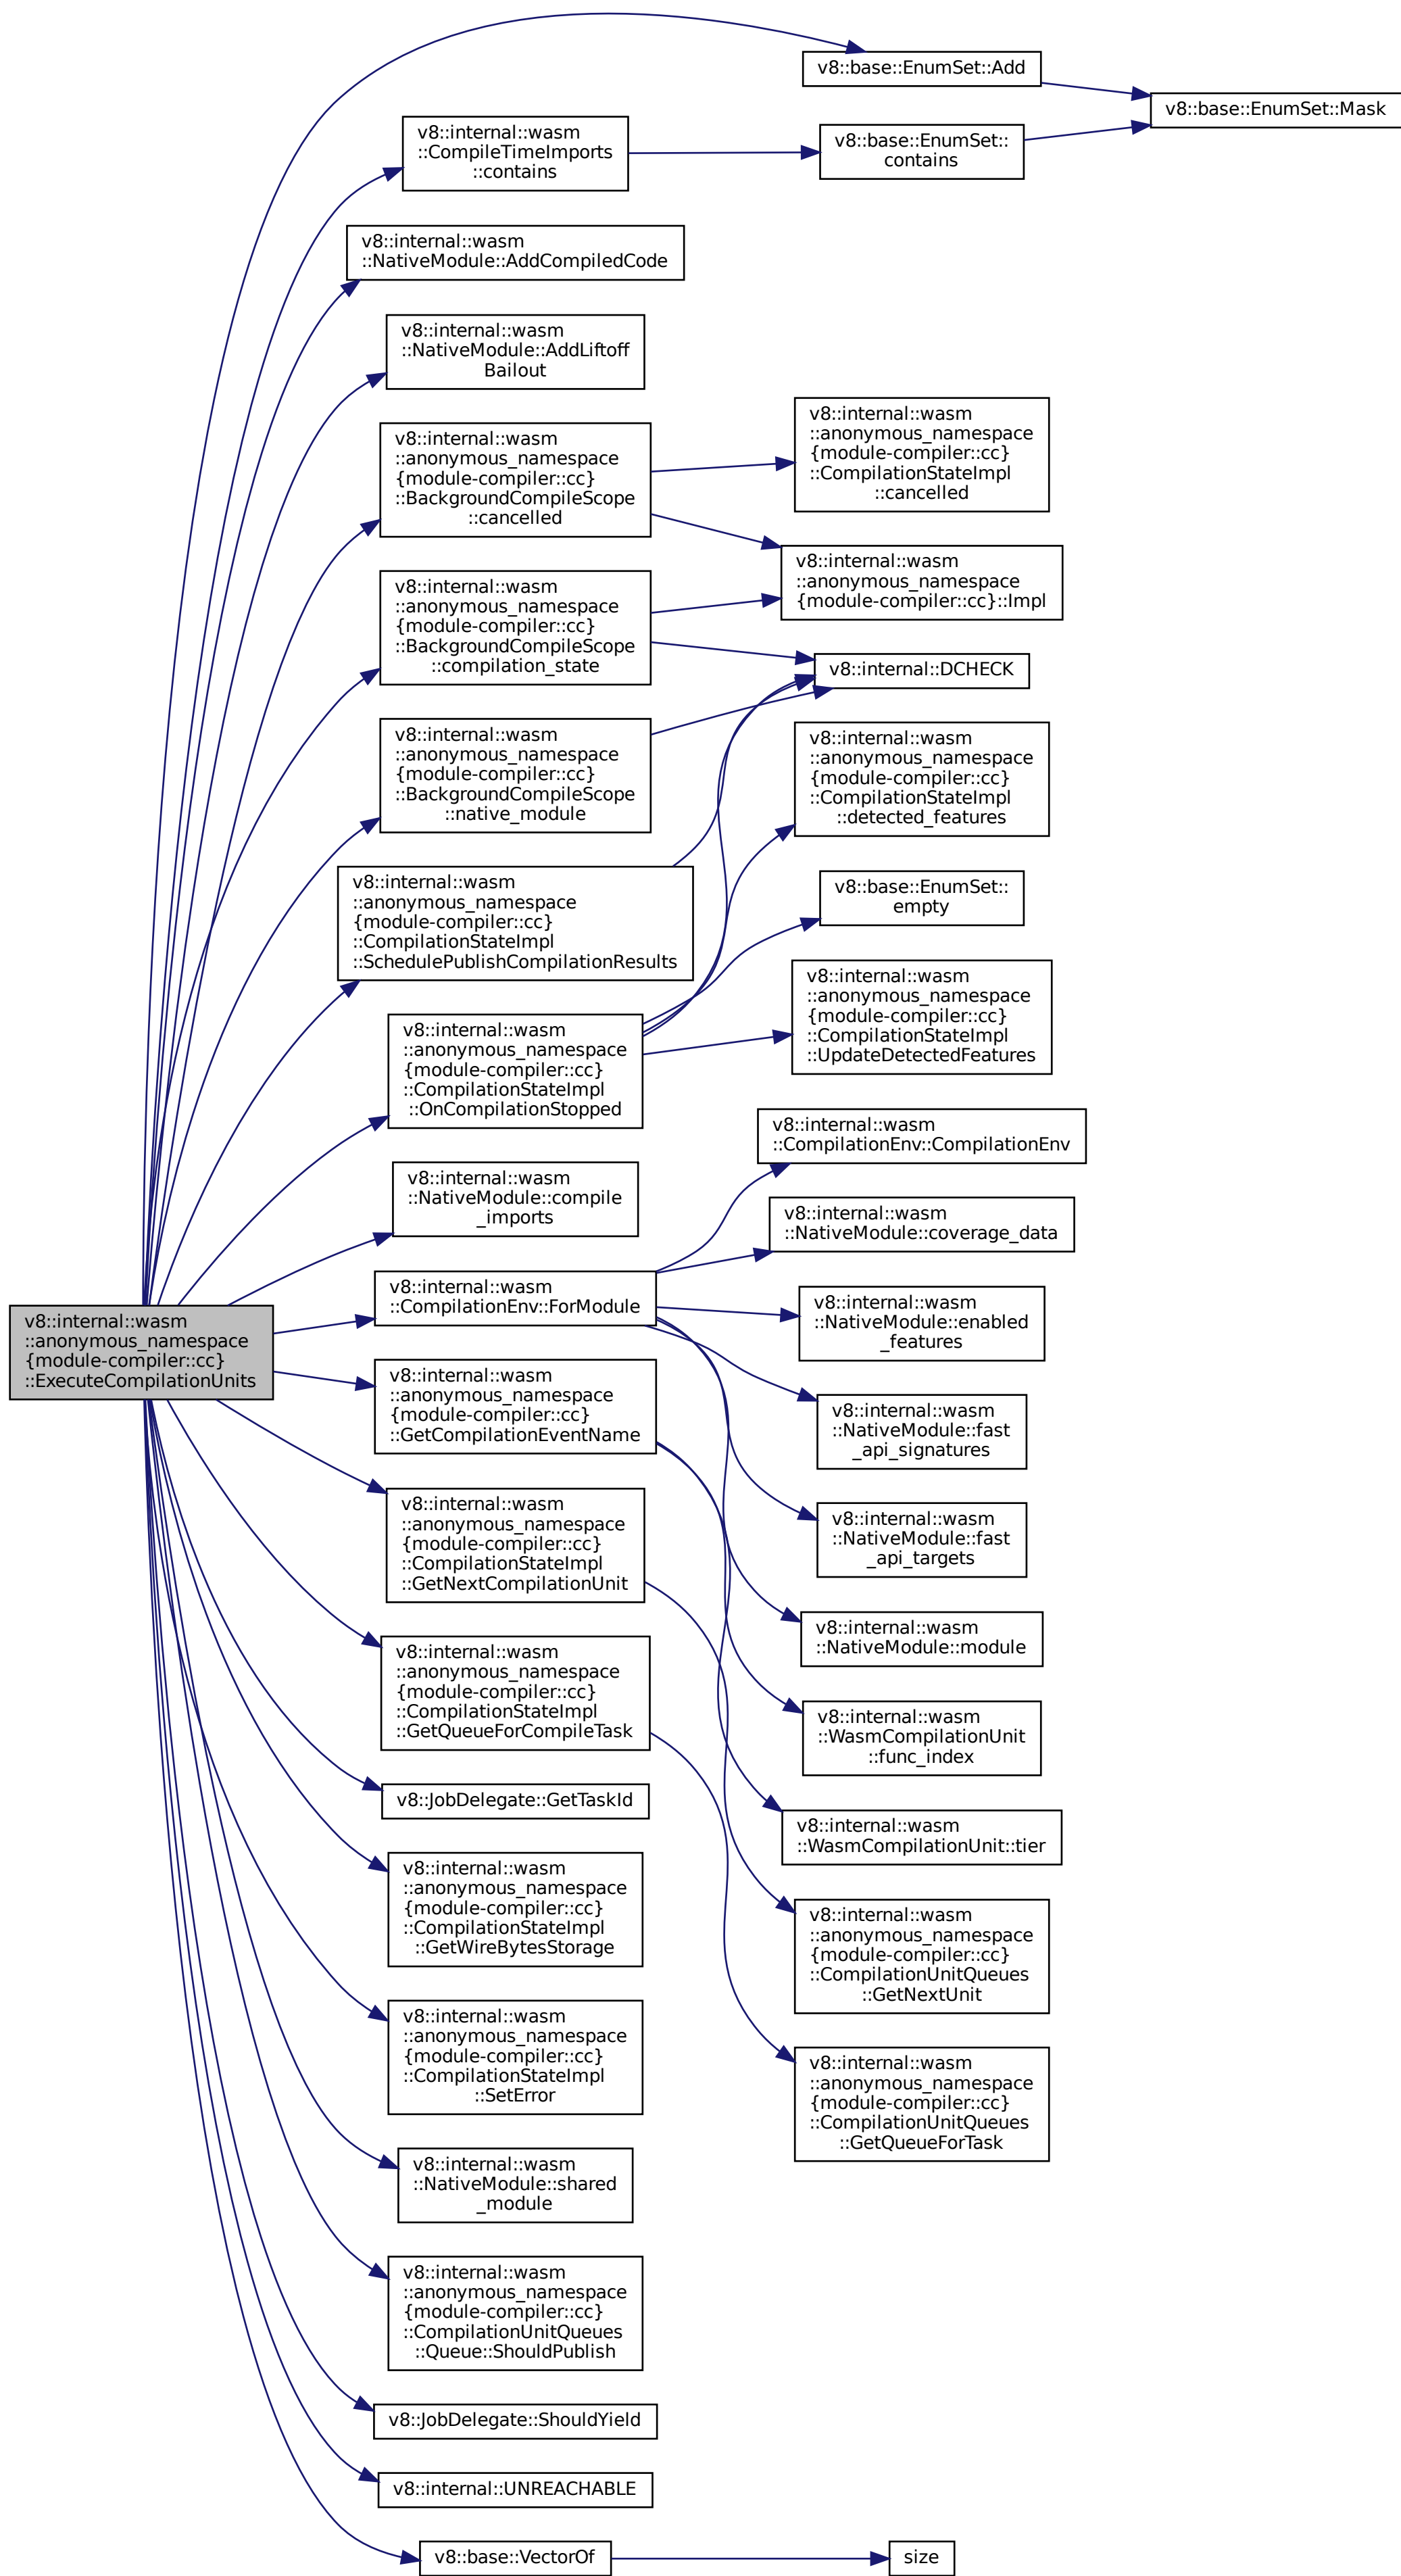 v8::base::EnumSet::Add
v8::base::EnumSet::Mask
v8::internal::wasm
::CompileTimeImports
::contains
v8::base::EnumSet::
contains
v8::internal::wasm
::NativeModule::AddCompiledCode
v8::internal::wasm
::NativeModule::AddLiftoff
Bailout
v8::internal::wasm
::anonymous_namespace
{module-compiler::cc}
::BackgroundCompileScope
::cancelled
v8::internal::wasm
::anonymous_namespace
{module-compiler::cc}
::CompilationStateImpl
::cancelled
v8::internal::wasm
::anonymous_namespace
{module-compiler::cc}::Impl
v8::internal::wasm
::anonymous_namespace
{module-compiler::cc}
::BackgroundCompileScope
::compilation_state
v8::internal::DCHECK
v8::internal::wasm
::anonymous_namespace
{module-compiler::cc}
::BackgroundCompileScope
::native_module
v8::internal::wasm
::anonymous_namespace
{module-compiler::cc}
::CompilationStateImpl
::detected_features
v8::internal::wasm
::anonymous_namespace
{module-compiler::cc}
::CompilationStateImpl
::SchedulePublishCompilationResults
v8::base::EnumSet::
empty
v8::internal::wasm
::anonymous_namespace
{module-compiler::cc}
::CompilationStateImpl
::UpdateDetectedFeatures
v8::internal::wasm
::anonymous_namespace
{module-compiler::cc}
::CompilationStateImpl
::OnCompilationStopped
v8::internal::wasm
::CompilationEnv::CompilationEnv
v8::internal::wasm
::NativeModule::compile
_imports
v8::internal::wasm
::NativeModule::coverage_data
v8::internal::wasm
::CompilationEnv::ForModule
v8::internal::wasm
::NativeModule::enabled
_features
v8::internal::wasm
::anonymous_namespace
{module-compiler::cc}
::ExecuteCompilationUnits
v8::internal::wasm
::anonymous_namespace
{module-compiler::cc}
::GetCompilationEventName
v8::internal::wasm
::NativeModule::fast
_api_signatures
v8::internal::wasm
::anonymous_namespace
{module-compiler::cc}
::CompilationStateImpl
::GetNextCompilationUnit
v8::internal::wasm
::NativeModule::fast
_api_targets
v8::internal::wasm
::NativeModule::module
v8::internal::wasm
::anonymous_namespace
{module-compiler::cc}
::CompilationStateImpl
::GetQueueForCompileTask
v8::internal::wasm
::WasmCompilationUnit
::func_index
v8::JobDelegate::GetTaskId
v8::internal::wasm
::WasmCompilationUnit::tier
v8::internal::wasm
::anonymous_namespace
{module-compiler::cc}
::CompilationStateImpl
::GetWireBytesStorage
v8::internal::wasm
::anonymous_namespace
{module-compiler::cc}
::CompilationUnitQueues
::GetNextUnit
v8::internal::wasm
::anonymous_namespace
{module-compiler::cc}
::CompilationStateImpl
::SetError
v8::internal::wasm
::anonymous_namespace
{module-compiler::cc}
::CompilationUnitQueues
::GetQueueForTask
v8::internal::wasm
::NativeModule::shared
_module
v8::internal::wasm
::anonymous_namespace
{module-compiler::cc}
::CompilationUnitQueues
::Queue::ShouldPublish
v8::JobDelegate::ShouldYield
v8::internal::UNREACHABLE
v8::base::VectorOf
size